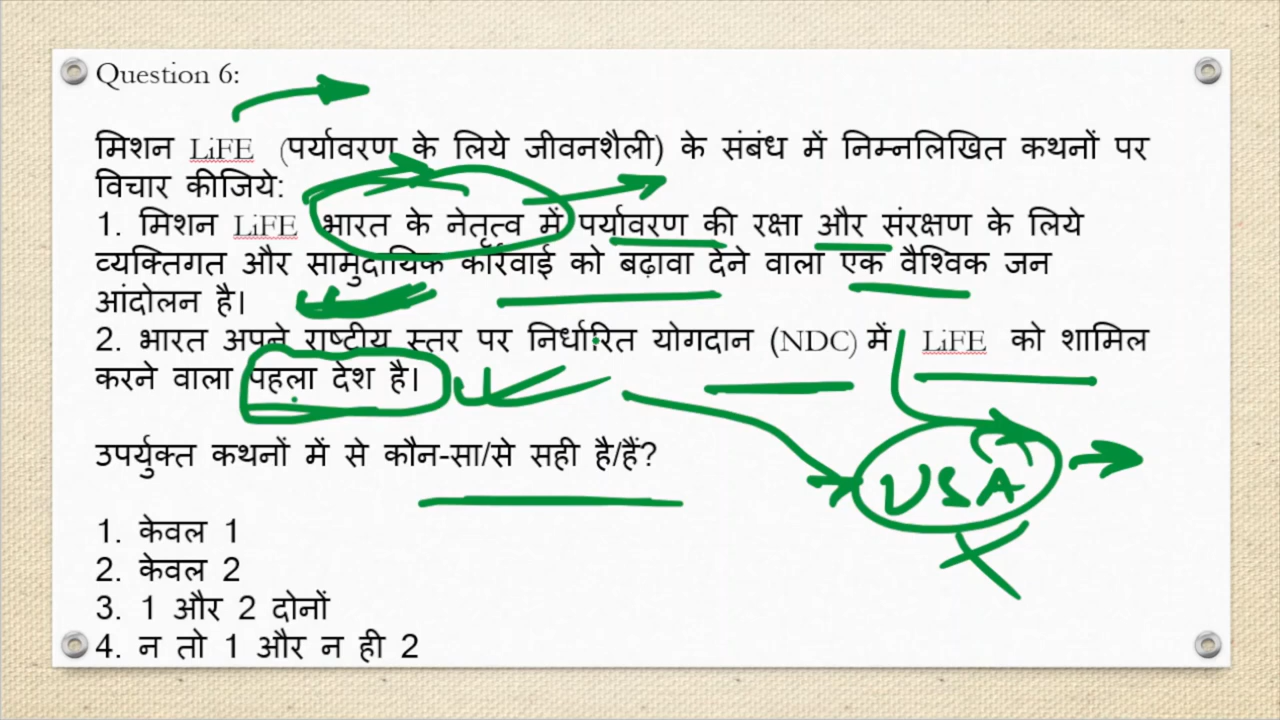 Question 6:
मिशन LiFE (पर्यावरण के लिये जीवनशैली) के संबंध में निम्नलिखित कथनों पर
विचार कीजिये:
1. मिशन LiFE भारत के नेतृत्व में पर्यावरण की रक्षा और संरक्षण के लिये
व्यक्तिगत और सामुदायिक कार्रवाई को बढ़ावा देने वाला एक वैश्विक जन
आंदोलन है।
2. भारत अपने राष्ट्रीय स्तर पर निर्धारित योगदान (NDC) में LiFE को शामिल
करने वाला पहला देश है।
उपर्युक्त कथनों में से कौन-सा/से सही है/हैं?
USA
1. केवल 1
2. केवल 2
3. 1 और 2 दोनों
4. न तो 1 और न ही 2